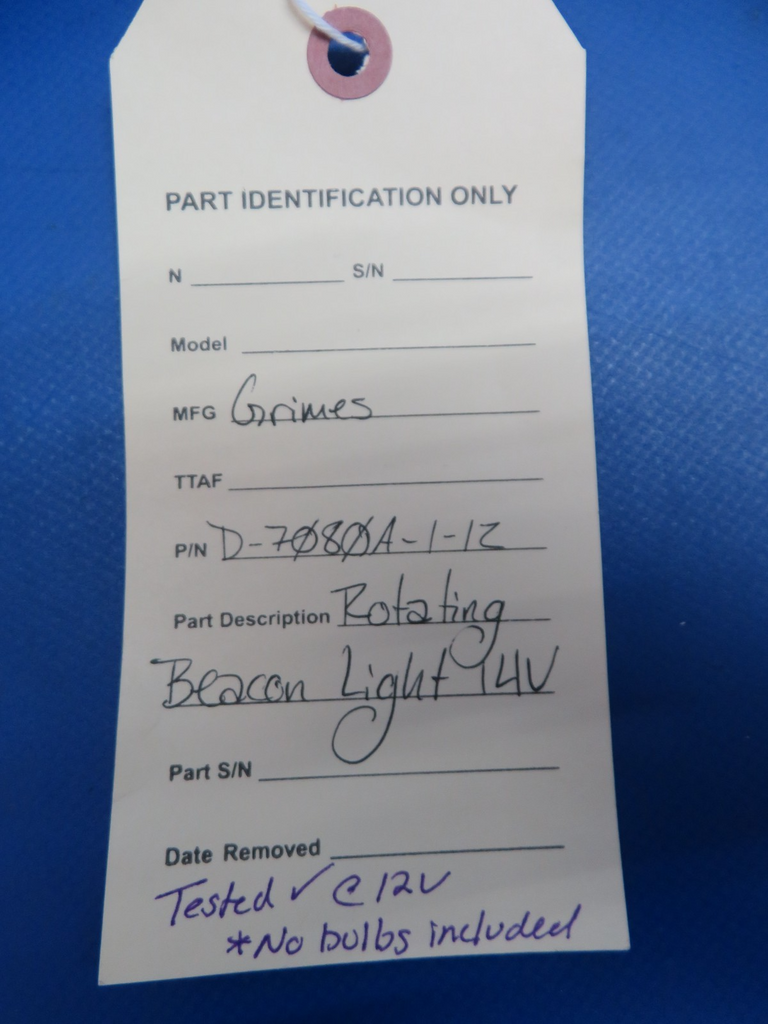 PART IDENTIFICATION ONLY
N S/N
Model
MFG Grimes
TTAF
P/N D-7080A-1-12
Part Description Rotating
Beacon Light 14V
Part S/N
Date Removed
Tested ✓ @ 12V
*No bulbs included